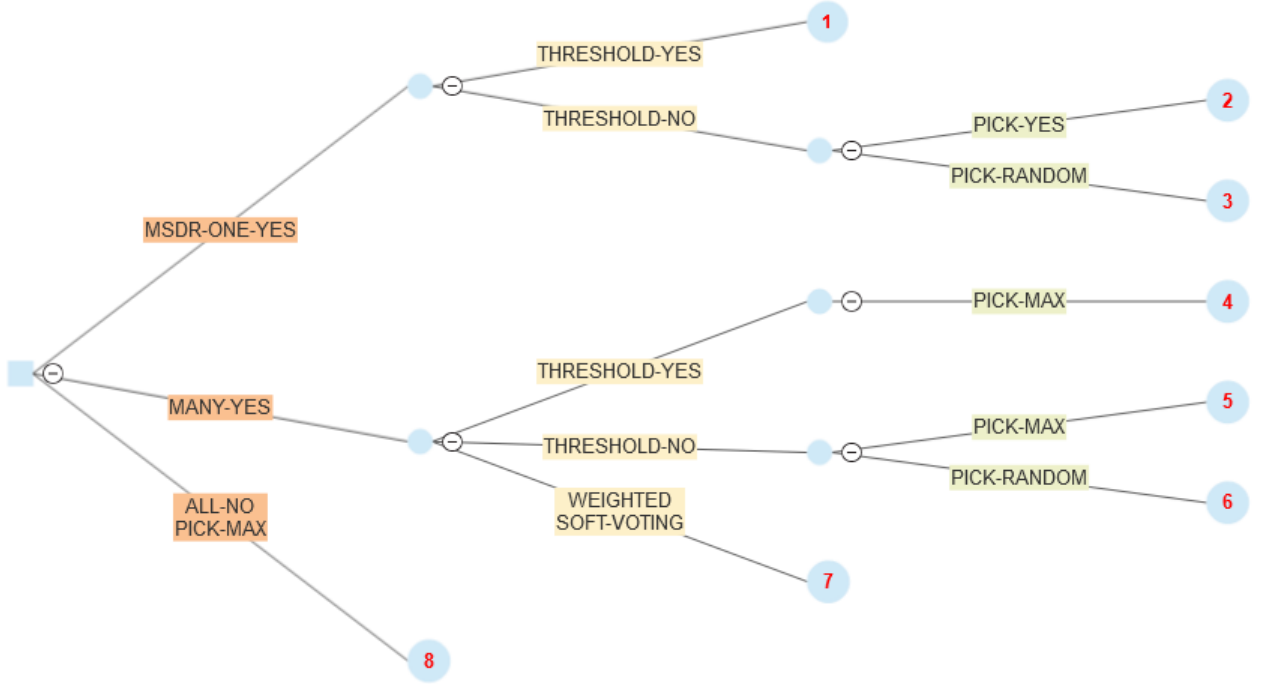 1
THRESHOLD-YES
THRESHOLD-NO
2
PICK-YES
PICK-RANDOM
3
MSDR-ONE-YES
4
PICK-MAX
THRESHOLD-YES
MANY-YES
5
PICK-MAX
THRESHOLD-NO
PICK-RANDOM
6
WEIGHTED
SOFT-VOTING
ALL-NO
PICK-MAX
7
8